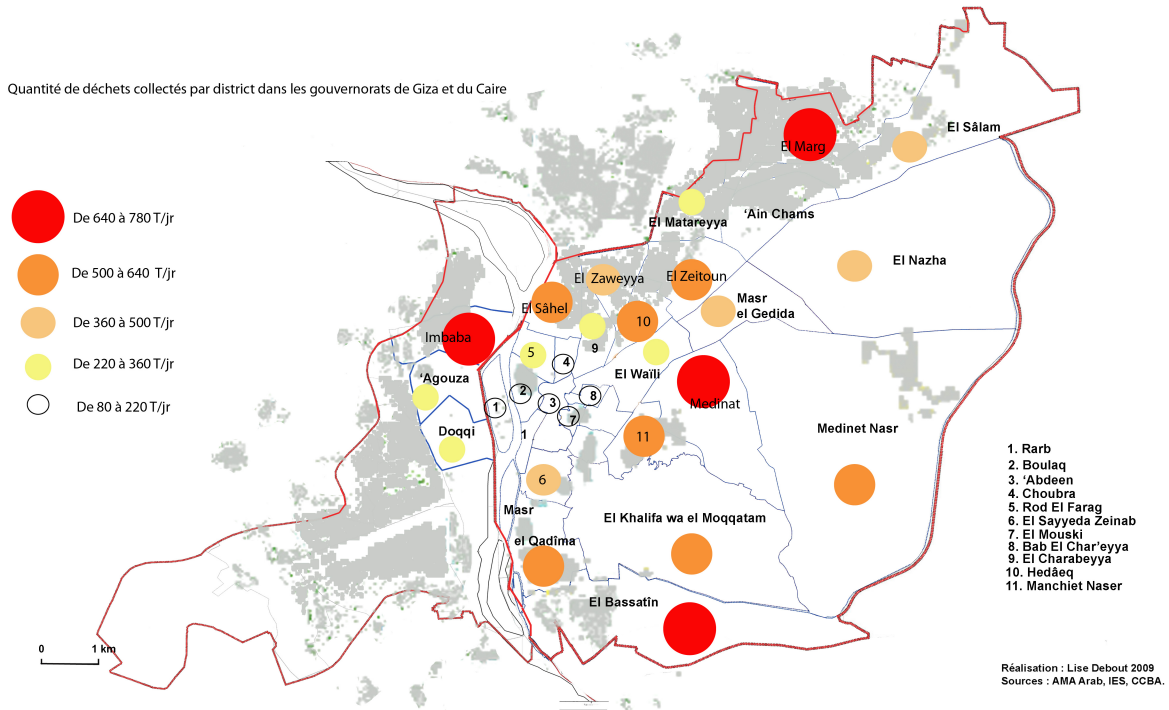 Quantité de déchets collectés par district dans les gouvernorats de Giza et du Caire
De 640 à 780 T/jr
De 500 à 640 T/jr
De 360 à 500 T/jr
De 220 à 360 T/jr
De 80 à 220 T/jr
El Sâlam
El Marg
'Ain Chams
El Matareyya
El Nazha
El Zaweyya
El Zeitoun
Masr
el Gedida
El Sâhel
10
Imbaba
9
5
4
El Waïli
'Agouza
Medinat
2
8
1
3
7
Medinet Nasr
Doqqi
1
11
6
Masr
el Qadîma
El Khalifa wa el Moqqatam
El Bassatîn
1. Rarb
2. Boulaq
3. 'Abdeen
4. Choubra
5. Rod El Farag
6. El Sayyeda Zeinab
7. El Mouski
8. Bab El Char'eyya
9. El Charabeyya
10. Hedâeq
11. Manchiet Naser
0 1 km
Réalisation : Lise Debout 2009
Sources : AMA Arab, IES, CCBA.